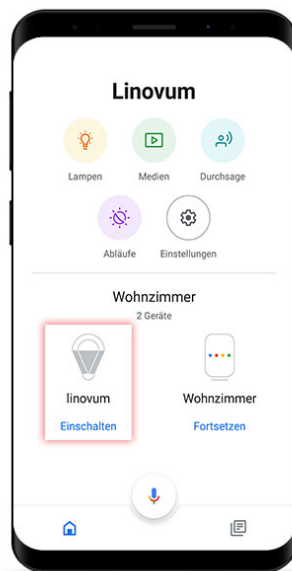 Linovum
Lampen Medien Durchsage
Abläufe Einstellungen
Wohnzimmer
2 Geräte
linovum Wohnzimmer
Einschalten Fortsetzen